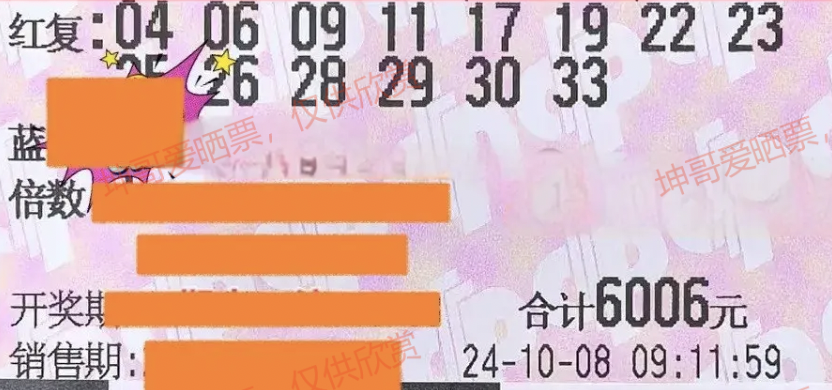 红复:04 06 09 11 17 19 22 23
26 28 29 30 33
蓝
倍数
开奖期
合计6006元
销售期:
24-10-08 09:11:59
坤哥爱晒票,仅供欣赏
坤哥爱晒票,
仅供欣赏